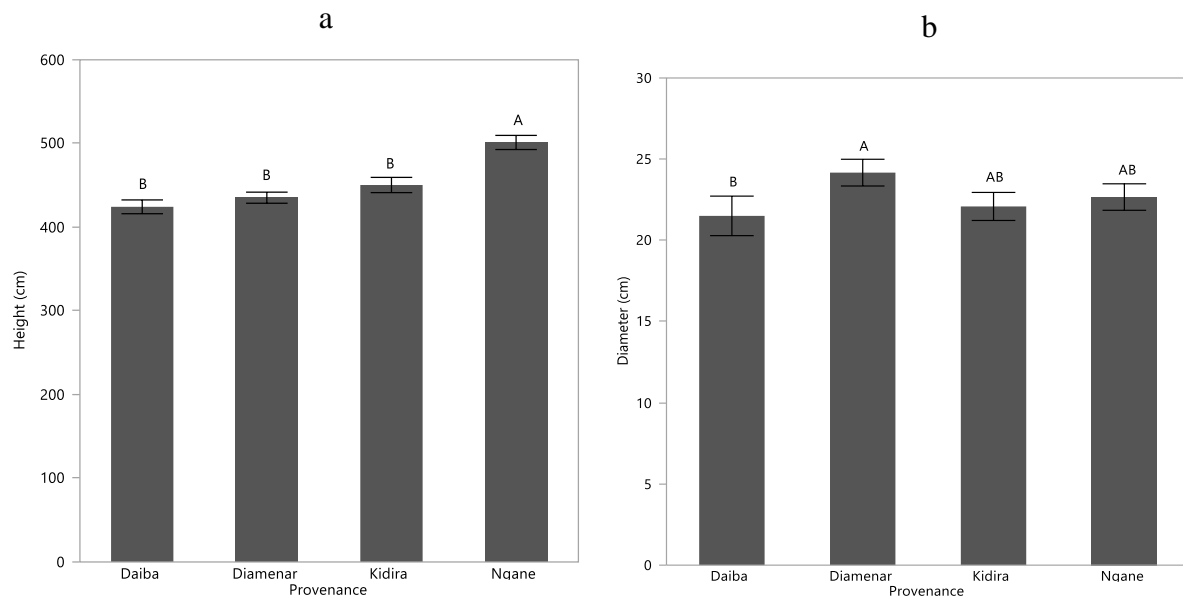 a
600
500
400
300
200
100
0
Height (cm)
B
B
B
A
Daiba
Diamenar
Kidira
Ngane
Provenance
b
30
25
20
15
10
5
0
Diameter (cm)
B
A
AB
AB
Daiba
Diamenar
Kidira
Ngane
Provenance